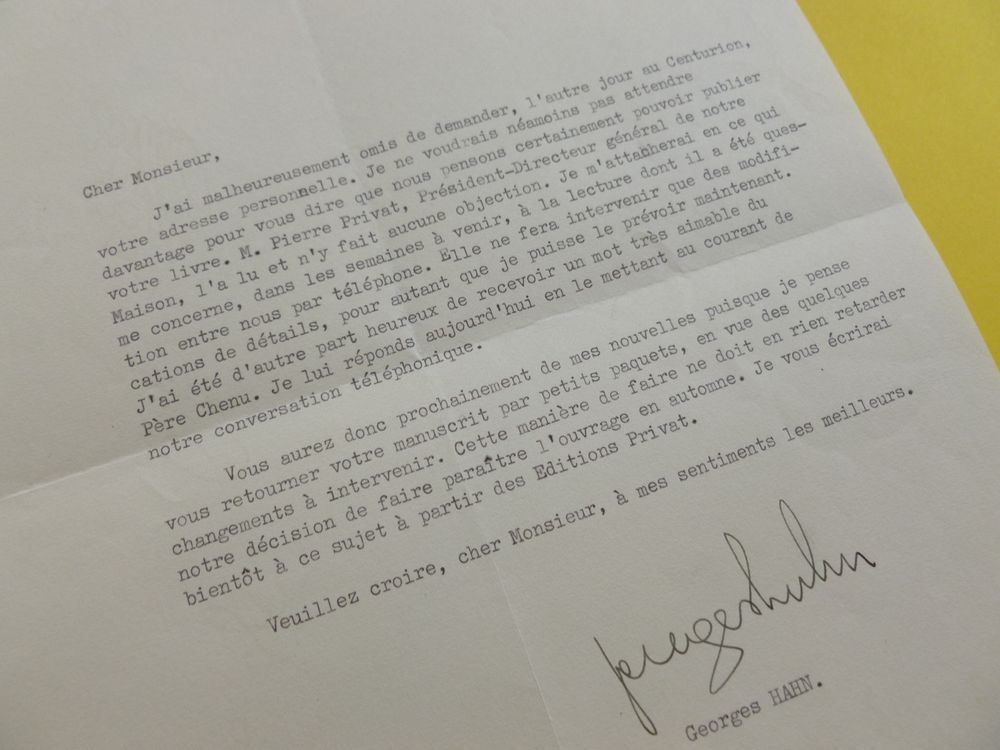 Cher Monsieur,
J'ai malheureusement omis de demander, l'autre jour au Centurion,
votre adresse personnelle. Je ne voudrais néamoins pas attendre
davantage pour vous dire que nous pensons certainement pouvoir publier
votre livre. M. Pierre Privat, Président-Directeur général de notre
Maison, l'a lu et n'y fait aucune objection. Je m'attacherai en ce qui
me concerne, dans les semaines à venir, à la lecture dont il a été ques-
tion entre nous par téléphone. Elle ne fera intervenir que des modifi-
cations de détails, pour autant que je puisse le prévoir maintenant.
J'ai été d'autre part heureux de recevoir un mot très aimable du
Père Chenu. Je lui réponds aujourd'hui en le mettant au courant de
notre conversation téléphonique.
Vous aurez donc prochainement de mes nouvelles puisque je pense
vous retourner votre manuscrit par petits paquets, en vue des quelques
changements à intervenir. Cette manière de faire ne doit en rien retarder
notre décision de faire paraître l'ouvrage en automne. Je vous écrirai
bientôt à ce sujet à partir des Editions Privat.
Veuillez croire, cher Monsieur, à mes sentiments les meilleurs.
Georges HAHN.